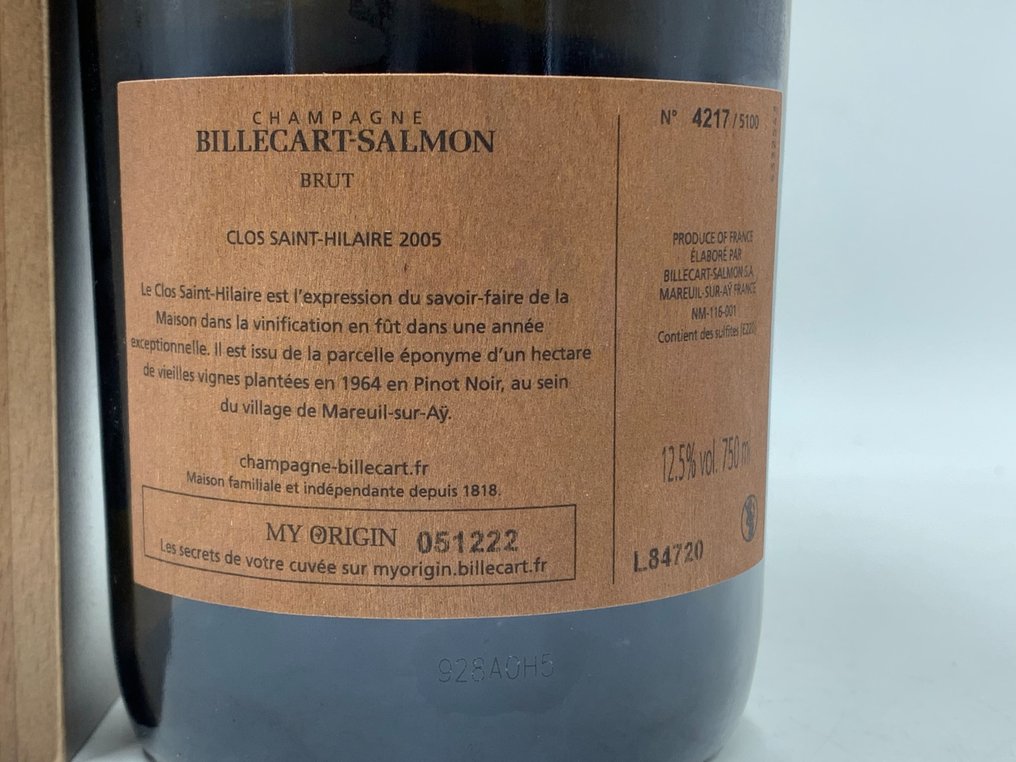 CHAMPAGNE
BILLECART-SALMON
BRUT
CLOS SAINT-HILAIRE 2005
Le Clos Saint-Hilaire est l'expression du savoir-faire de la
Maison dans la vinification en fût dans une année
exceptionnelle. Il est issu de la parcelle éponyme d'un hectare
de vieilles vignes plantées en 1964 en Pinot Noir, au sein
du village de Mareuil-sur-Aÿ.
champagne-billecart.fr
Maison familiale et indépendante depuis 1818.
MY ORIGIN 051222
Les secrets de votre cuvée sur myorigin.billecart.fr
N° 4217/5100
PRODUCE OF FRANCE
ÉLABORÉ PAR
BILLECART-SALMON S.A
MAREUIL-SUR-AŸ FRANCE
NM-116-001
Contient des sulfites (E220)
12.5% vol. 750 m
L.84720
928A0H5